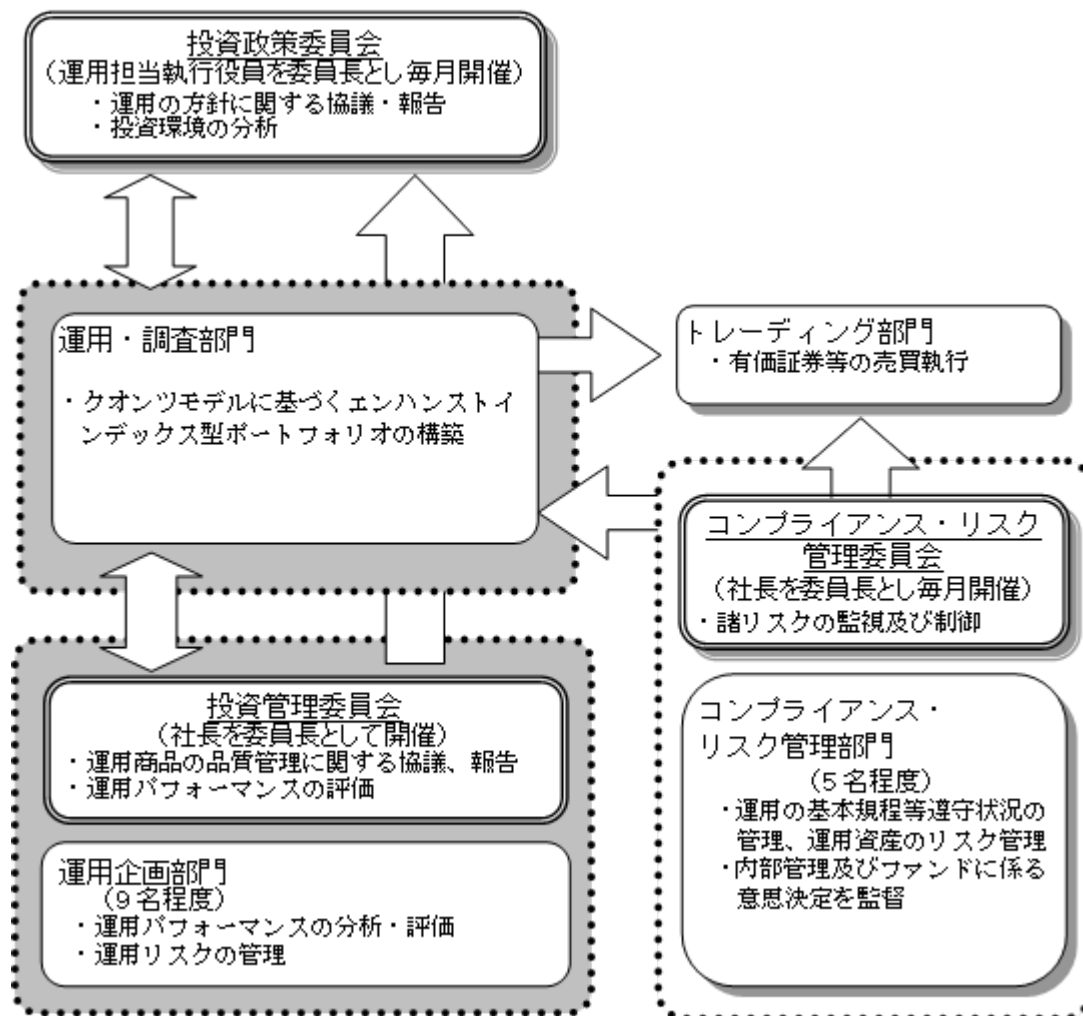 投資政策委員会
(運用担当執行役員を委員長とし毎月開催)
・運用の方針に関する協議・報告
・投資環境の分析
運用・調査部門
・クオンツモデルに基づくエンハンストイ
ンデックス型ポートフォリオの構築
トレーディング部門
・有価証券等の売買執行
コンプライアンス・リスク
管理委員会
(社長を委員長とし毎月開催)
・諸リスクの監視及び制御
投資管理委員会
(社長を委員長として開催)
・運用商品の品質管理に関する協議、報告
・運用パフォーマンスの評価
運用企画部門
(9名程度)
・運用パフォーマンスの分析・評価
・運用リスクの管理
コンプライアンス・
リスク管理部門
(5名程度)
・運用の基本規程等遵守状況の
管理、運用資産のリスク管理
・内部管理及びファンドに係る
意思決定を監督